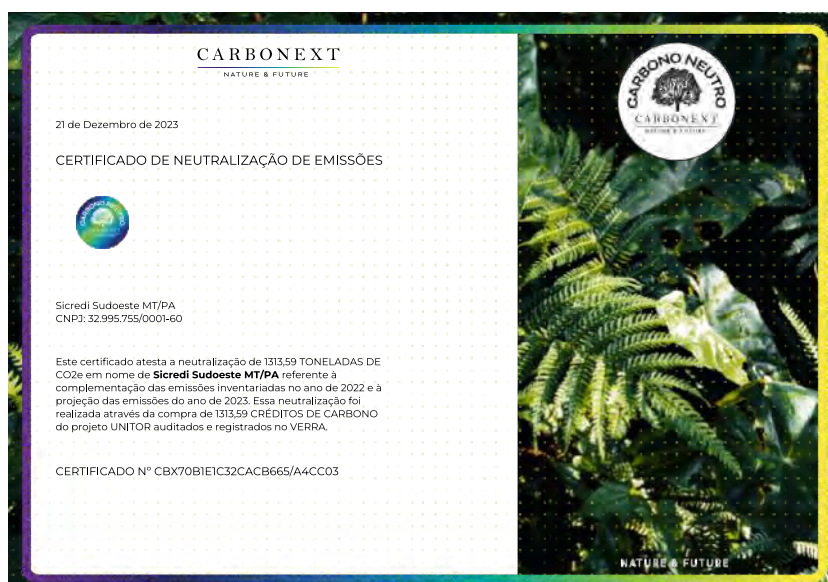 CARBONEXT
NATURE & FUTURE
CARBONO NEUTRO
CARBONEXT
NATURE & FUTURE
21 de Dezembro de 2023
CERTIFICADO DE NEUTRALIZAÇÃO DE EMISSÕES
CARBONO NEUTRO
Sicredi Sudoeste MT/PA
CNPJ: 32.995.755/0001-60
Este certificado atesta a neutralização de 1313,59 TONELADAS DE
CO2e em nome de Sicredi Sudoeste MT/PA referente à
complementação das emissões inventariadas no ano de 2022 e à
projeção das emissões do ano de 2023. Essa neutralização foi
realizada através da compra de 1313,59 CRÉDITOS DE CARBONO
do projeto UNITOR auditados e registrados no VERRA.
CERTIFICADO Nº CBX70B1E1C32CACB665/A4CC03
NATURE & FUTURE